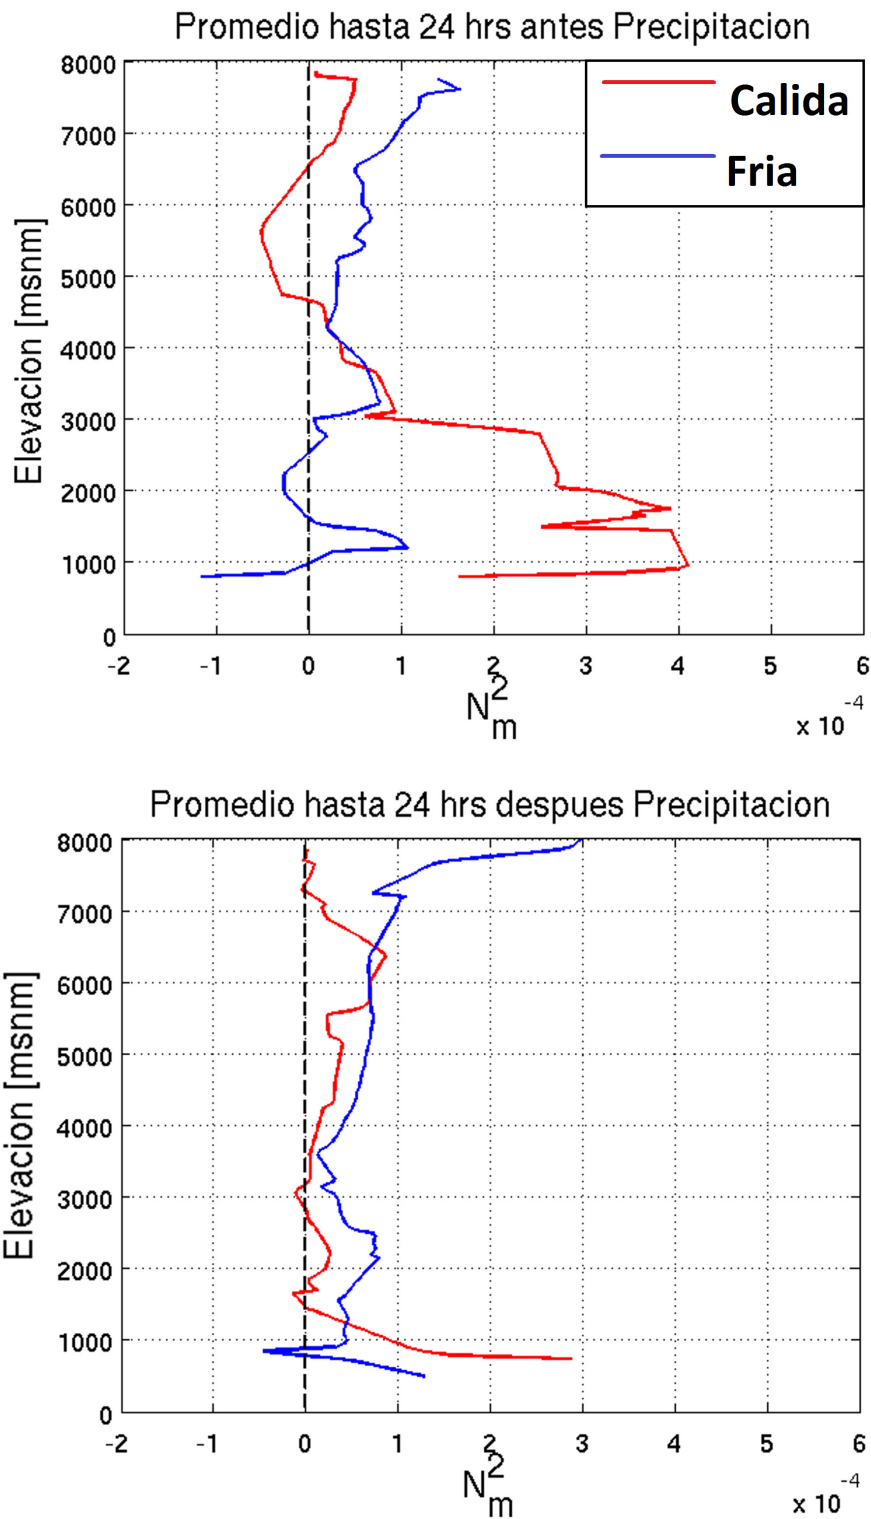 Promedio hasta 24 hrs antes Precipitacion
8000
7000
6000
5000
4000
3000
2000
1000
0
Elevacion [msnm]
Calida
Fria
-2 -1 0 1 2 3 4 5 6
N²m
x 10⁻⁴
Promedio hasta 24 hrs despues Precipitacion
8000
7000
6000
5000
4000
3000
2000
1000
0
Elevacion [msnm]
-2 -1 0 1 2 3 4 5 6
N²m
x 10⁻⁴